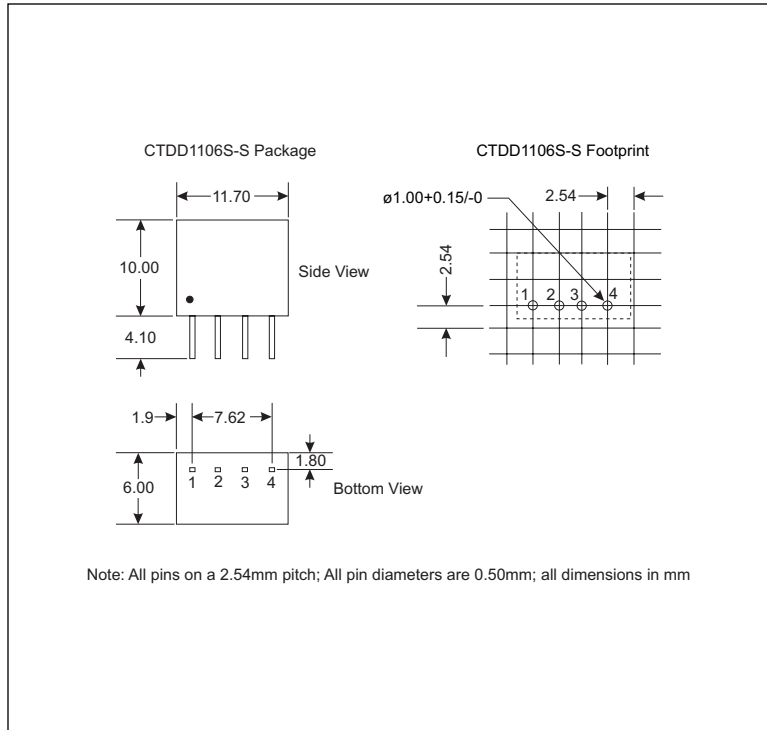 CTDD1106S-S Package
11.70
10.00
Side View
4.10
1.9
7.62
1.80
6.00
1 2 3 4
Bottom View
CTDD1106S-S Footprint
ø1.00+0.15/-0
2.54
2.54
1 2 3 4
Note: All pins on a 2.54mm pitch; All pin diameters are 0.50mm; all dimensions in mm